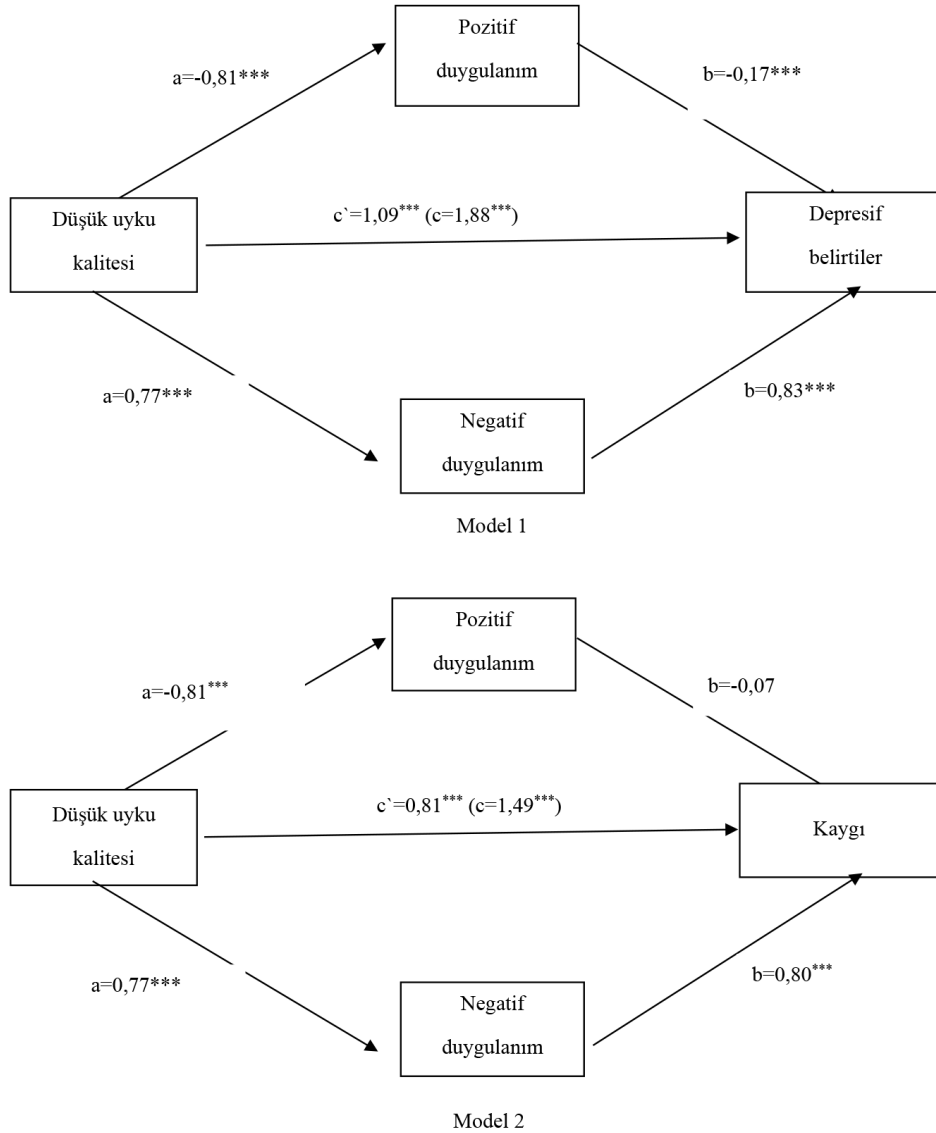 Pozitif
duygulanım
a=-0,81***
b=-0,17***
Düşük uyku
kalitesi
c`=1,09*** (c=1,88***)
Depresif
belirtiler
a=0,77***
b=0,83***
Negatif
duygulanım
Model 1
Pozitif
duygulanım
a=-0,81***
b=-0,07
Düşük uyku
kalitesi
c`=0,81*** (c=1,49***)
Kaygı
a=0,77***
b=0,80***
Negatif
duygulanım
Model 2